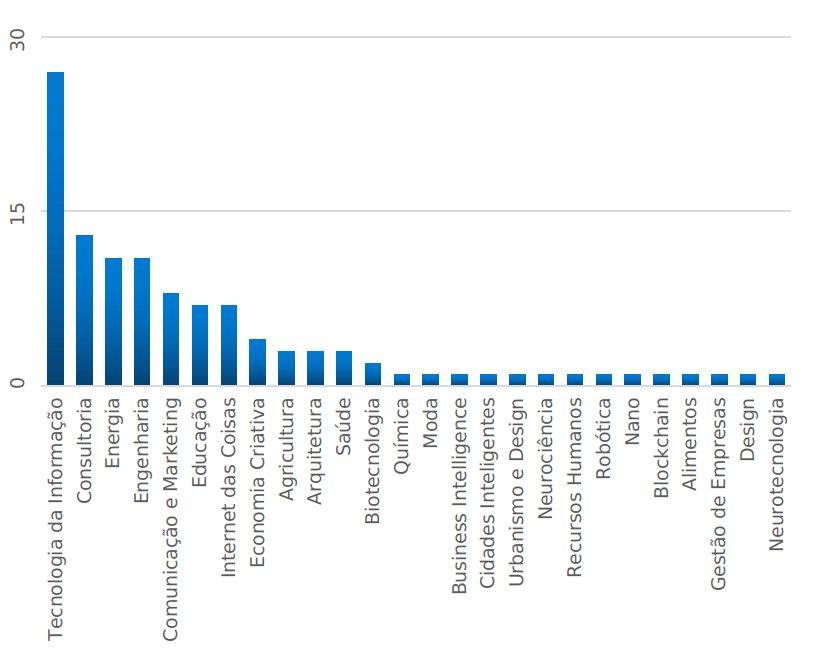 30
15
0
Tecnologia da Informação
Consultoria
Energia
Engenharia
Comunicação e Marketing
Educação
Internet das Coisas
Economia Criativa
Agricultura
Arquitetura
Saúde
Biotecnologia
Química
Moda
Business Intelligence
Cidades Inteligentes
Urbanismo e Design
Neurociência
Recursos Humanos
Robótica
Nano
Blockchain
Alimentos
Gestão de Empresas
Design
Neurotecnologia